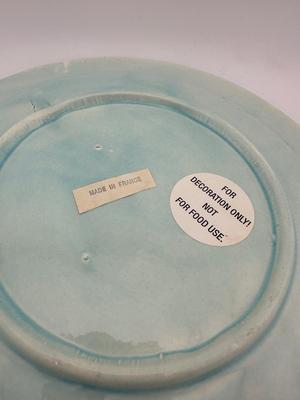 MADE IN FRANCE
FOR
DECORATION ONLY!
NOT
FOR FOOD USE.